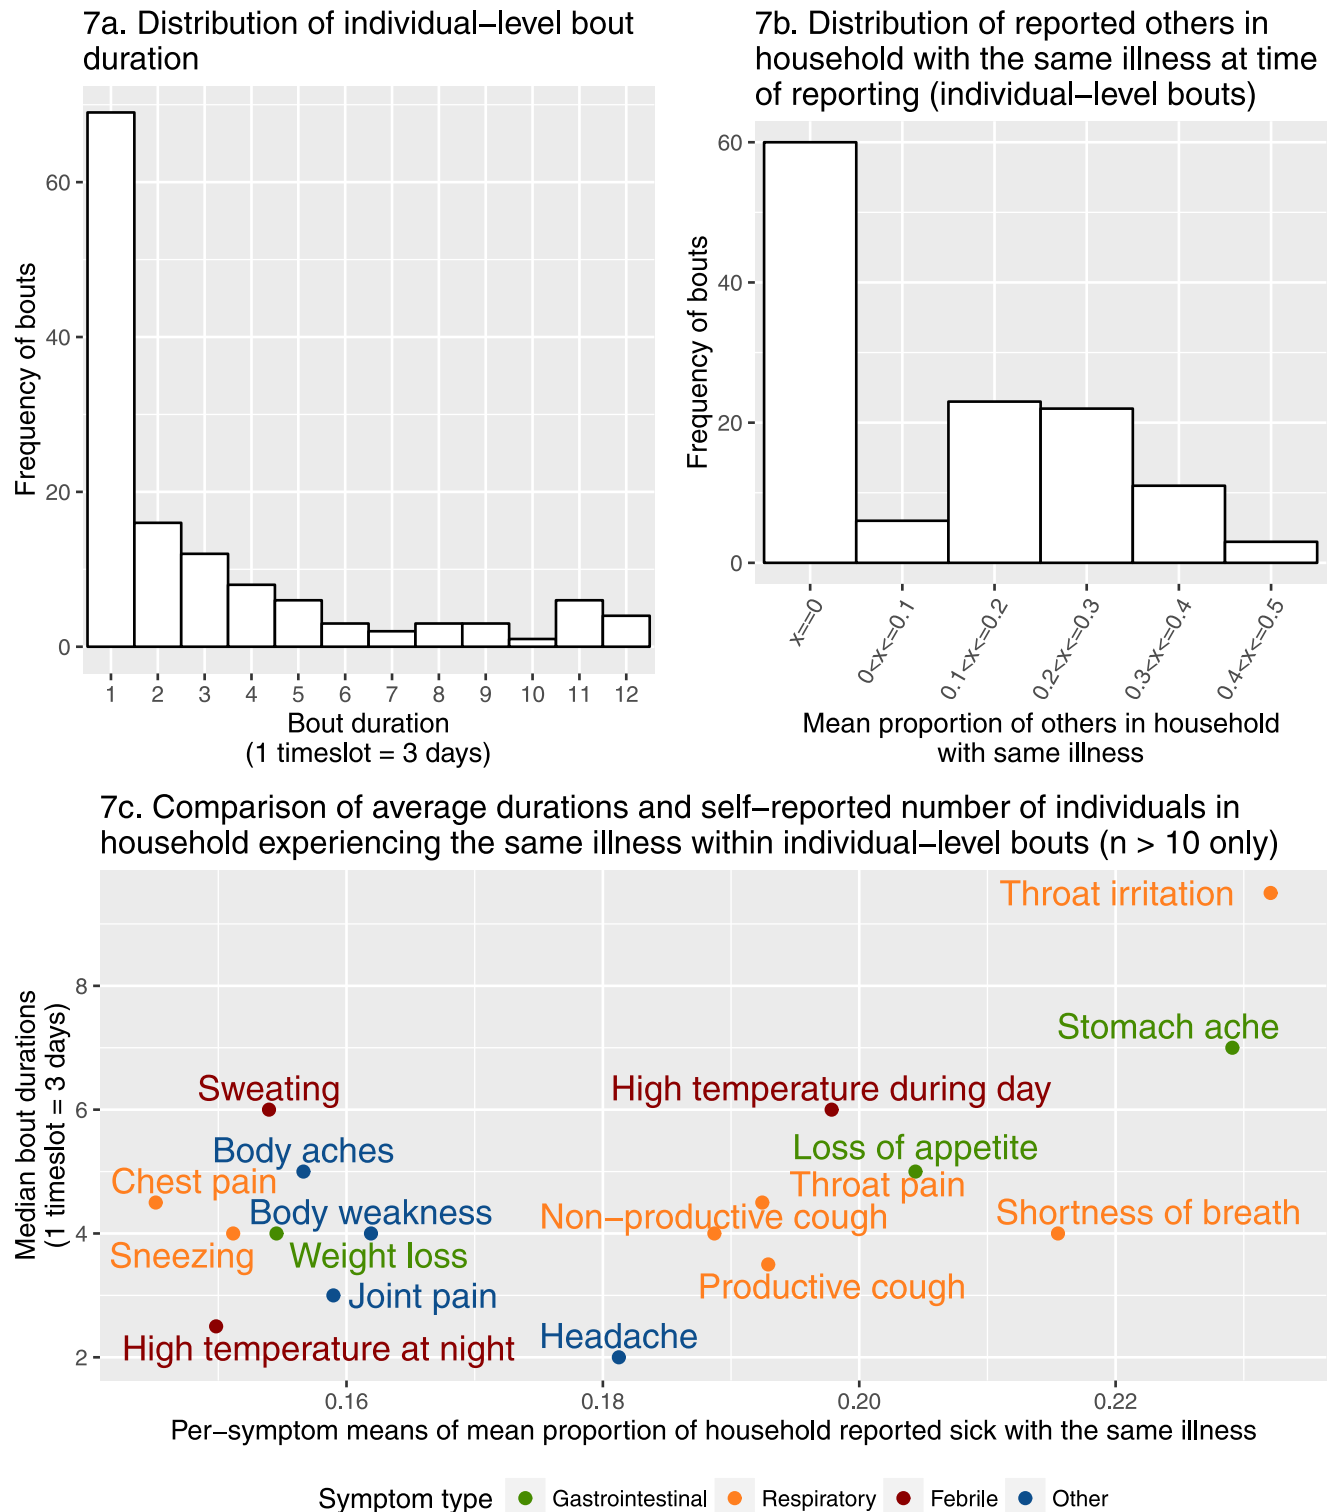 7a. Distribution of individual−level bout
duration
Frequency of bouts
60
40
20
0
1 2 3 4 5 6 7 8 9 10 11 12
Bout duration
(1 timeslot = 3 days)
7b. Distribution of reported others in
household with the same illness at time
of reporting (individual−level bouts)
Frequency of bouts
60
40
20
0
x==0
0<x<=0.1
0.1<x<=0.2
0.2<x<=0.3
0.3<x<=0.4
0.4<x<=0.5
Mean proportion of others in household
with same illness
7c. Comparison of average durations and self−reported number of individuals in
household experiencing the same illness within individual−level bouts (n > 10 only)
Median bout durations
(1 timeslot = 3 days)
8
6
4
2
Throat irritation
Stomach ache
Sweating
High temperature during day
Body aches
Loss of appetite
Chest pain
Throat pain
Body weakness
Non−productive cough
Shortness of breath
Sneezing
Weight loss
Productive cough
Joint pain
Headache
High temperature at night
0.16 0.18 0.20 0.22
Per−symptom means of mean proportion of household reported sick with the same illness
Symptom type Gastrointestinal Respiratory Febrile Other